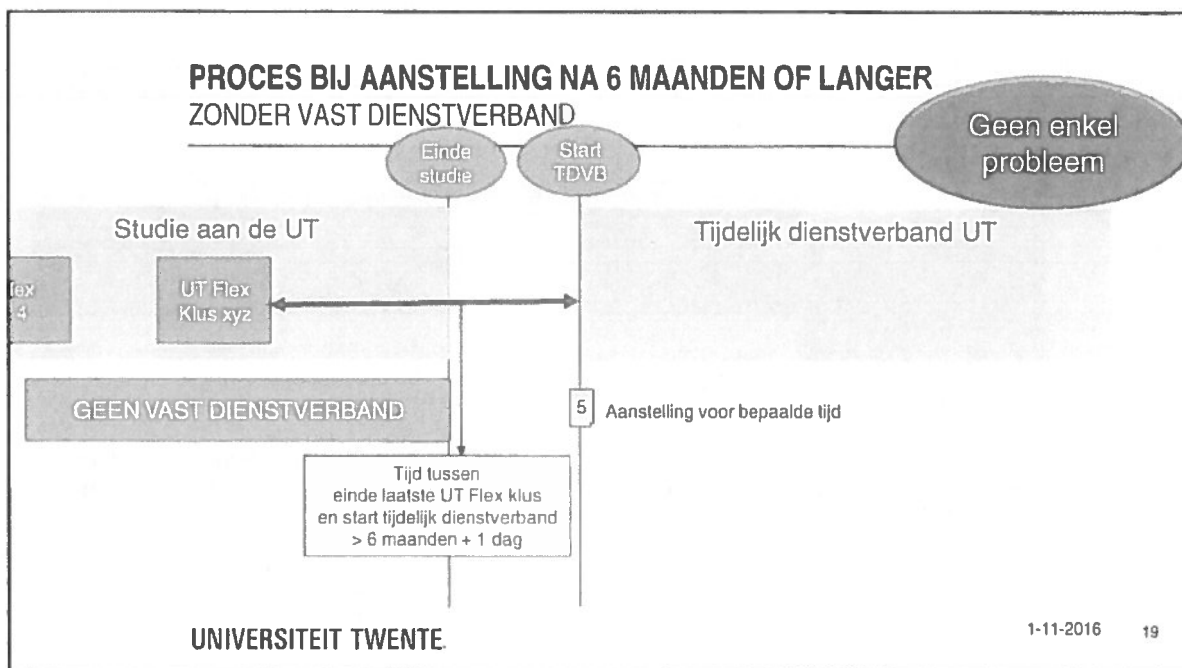 PROCES BIJ AANSTELLING NA 6 MAANDEN OF LANGER
ZONDER VAST DIENSTVERBAND
Geen enkel
probleem
Einde
studie
Start
TDVB
Studie aan de UT
Tijdelijk dienstverband UT
4
UT Flex
Klus xyz
GEEN VAST DIENSTVERBAND
5
Aanstelling voor bepaalde tijd
Tijd tussen
einde laatste UT Flex klus
en start tijdelijk dienstverband
> 6 maanden + 1 dag
UNIVERSITEIT TWENTE.
1-11-2016
19